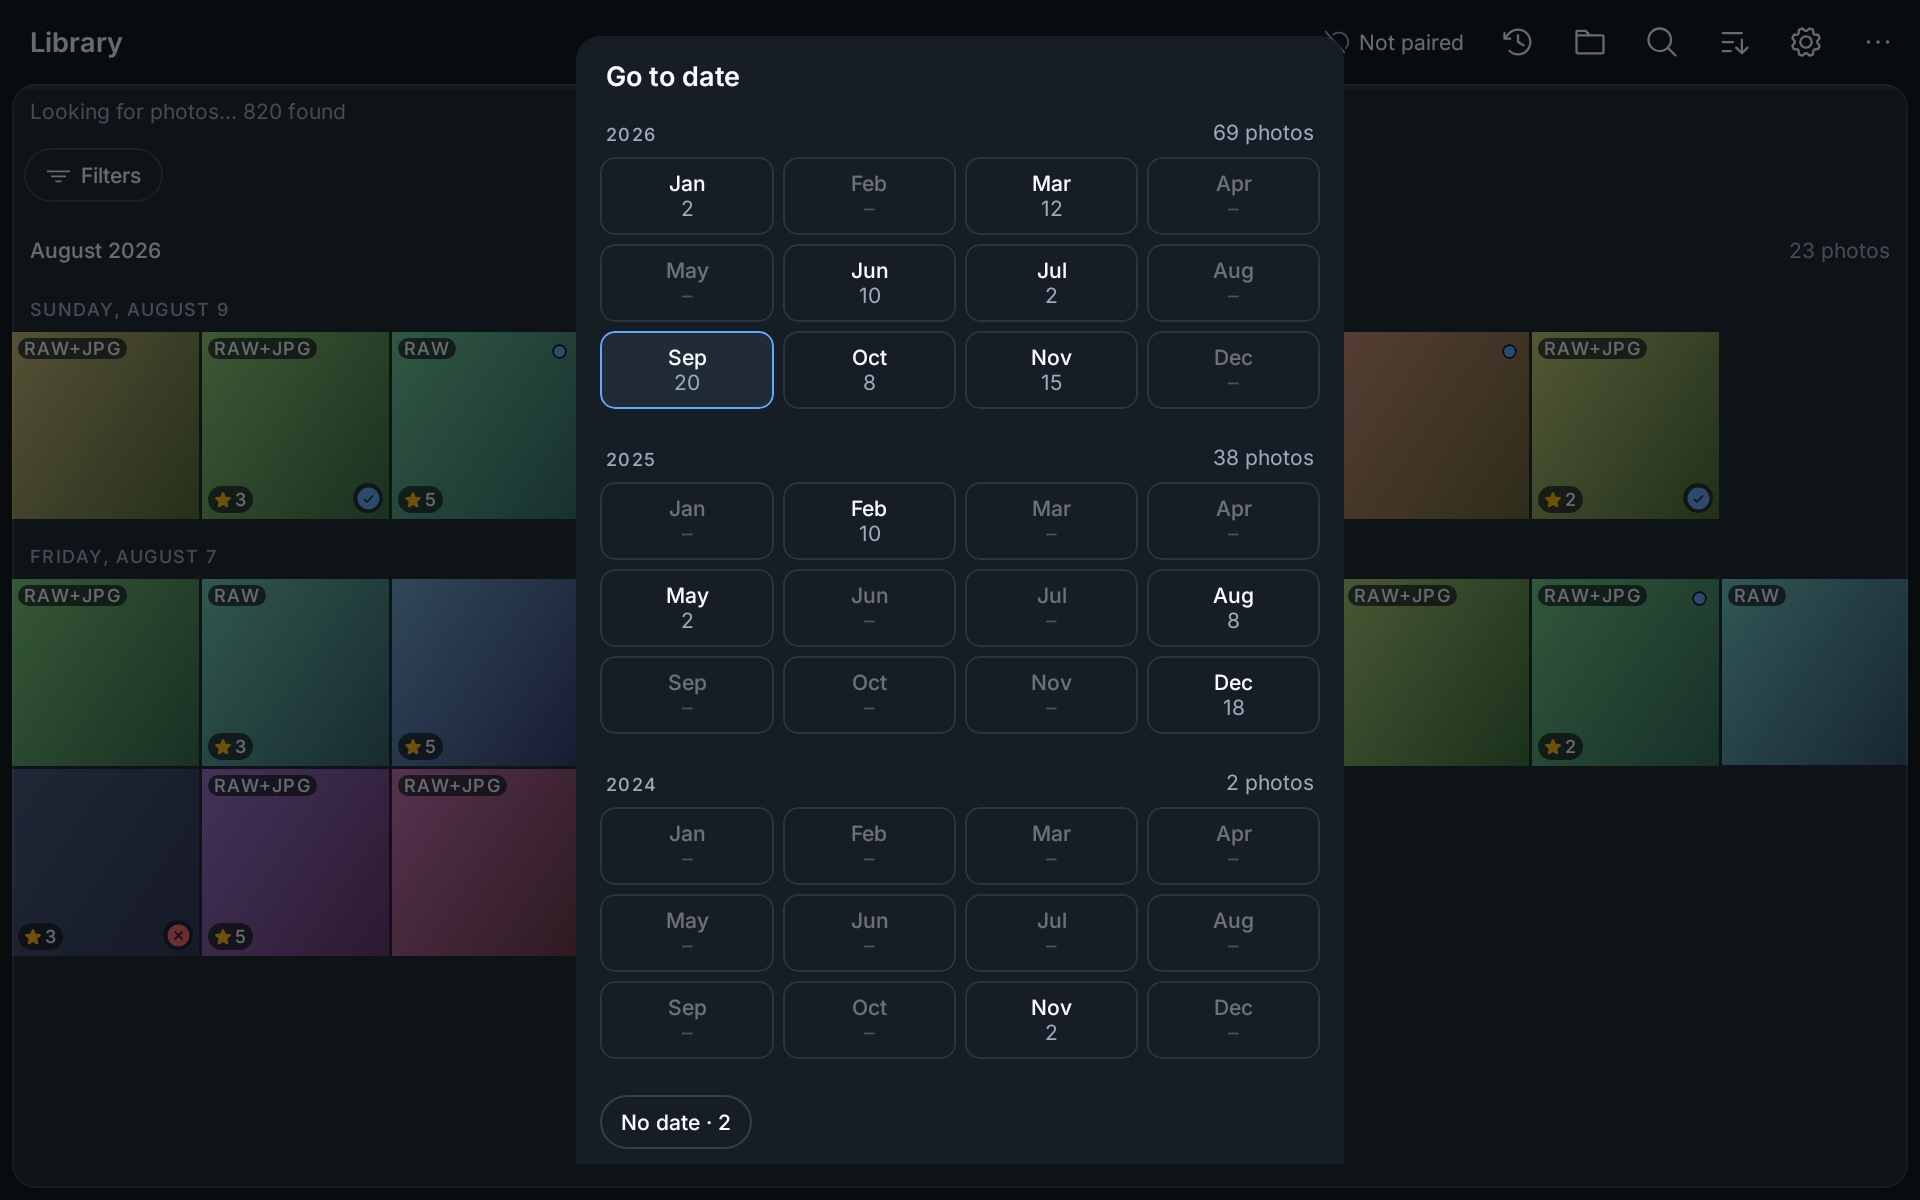 Library
Not paired
Looking for photos... 820 found
Filters
August 2026
23 photos
SUNDAY, AUGUST 9
RAW+JPG
RAW+JPG
3
RAW
5
RAW+JPG
2
FRIDAY, AUGUST 7
RAW+JPG
RAW
3
5
RAW+JPG
RAW+JPG
2
RAW
3
RAW+JPG
5
RAW+JPG
Go to date
2026
69 photos
Jan
2
Feb
–
Mar
12
Apr
–
May
–
Jun
10
Jul
2
Aug
–
Sep
20
Oct
8
Nov
15
Dec
–
2025
38 photos
Jan
–
Feb
10
Mar
–
Apr
–
May
2
Jun
–
Jul
–
Aug
8
Sep
–
Oct
–
Nov
–
Dec
18
2024
2 photos
Jan
–
Feb
–
Mar
–
Apr
–
May
–
Jun
–
Jul
–
Aug
–
Sep
–
Oct
–
Nov
2
Dec
–
No date · 2